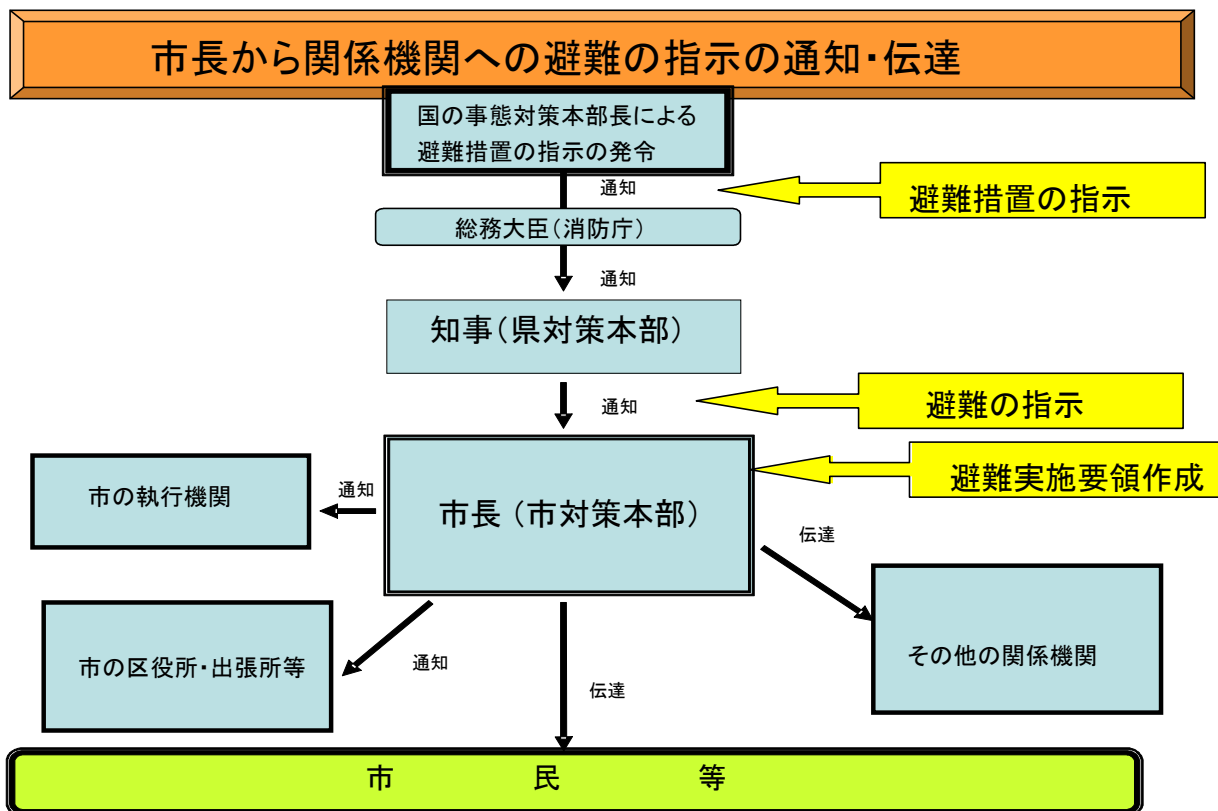 市長から関係機関への避難の指示の通知・伝達
国の事態対策本部長による
避難措置の指示の発令
通知
避難措置の指示
総務大臣(消防庁)
通知
知事(県対策本部)
通知
避難の指示
市の執行機関
通知
市長(市対策本部)
避難実施要領作成
伝達
市の区役所・出張所等
通知
伝達
その他の関係機関
市 民 等